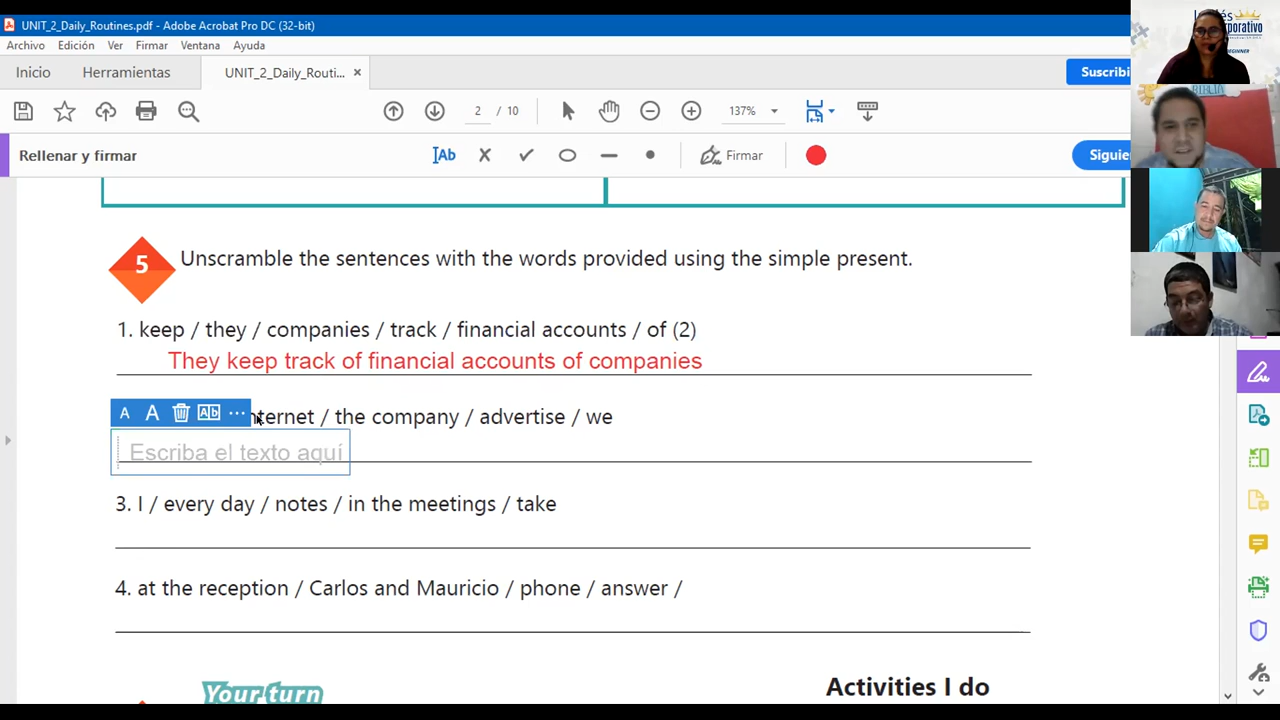 UNIT_2_Daily_Routines.pdf - Adobe Acrobat Pro DC (32-bit)
Archivo Edición Ver Firmar Ventana Ayuda
Inicio Herramientas UNIT_2_Daily_Routi... ×
Suscribi
2 / 10 137%
Rellenar y firmar
Ab Firmar Siguie
5 Unscramble the sentences with the words provided using the simple present.
1. keep / they / companies / track / financial accounts / of (2)
They keep track of financial accounts of companies
A A Ab ... nternet / the company / advertise / we
Escriba el texto aquí
3. I / every day / notes / in the meetings / take
4. at the reception / Carlos and Mauricio / phone / answer /
Your turn
Activities I do